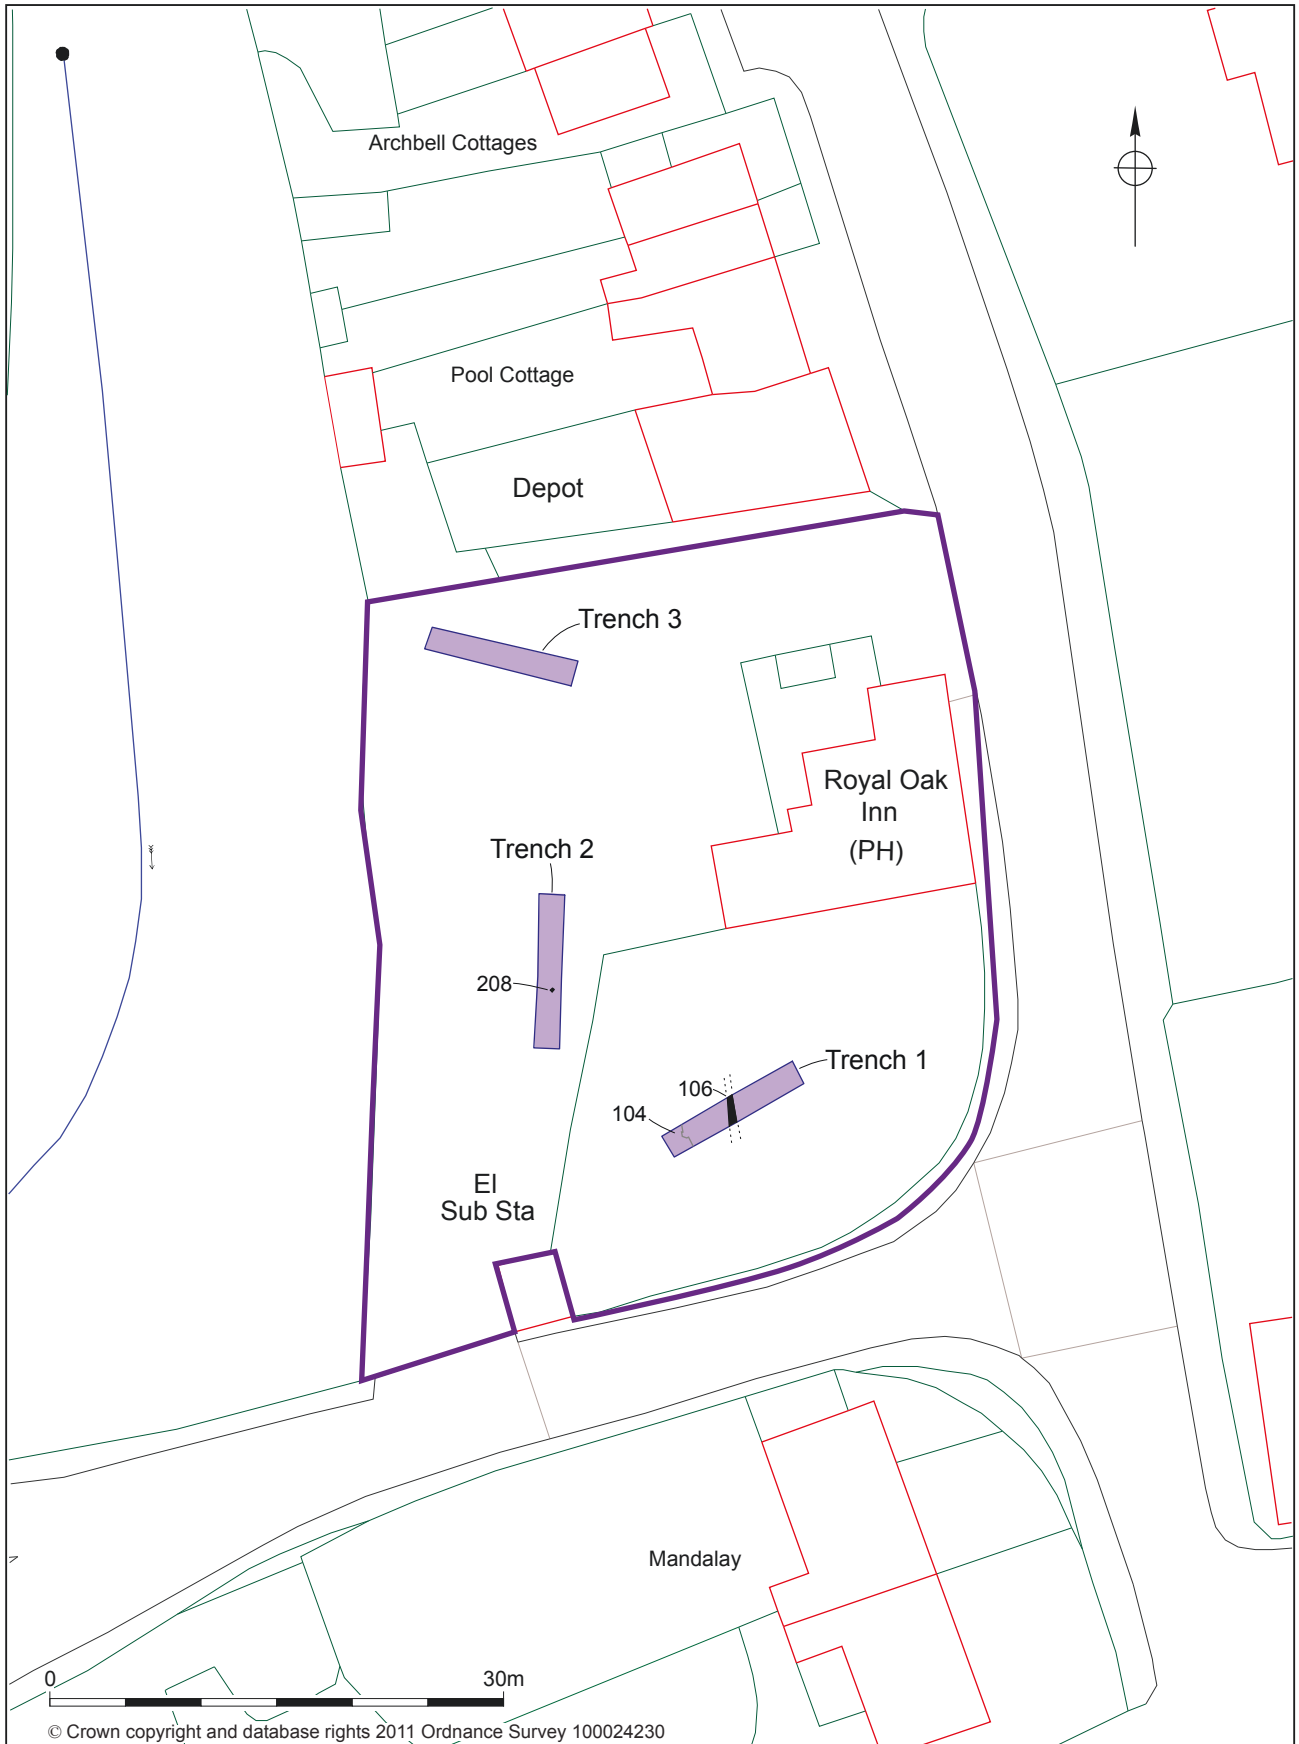 Archbell Cottages
Pool Cottage
Depot
Trench 3
Royal Oak
Inn
(PH)
Trench 2
208
Trench 1
106
104
El
Sub Sta
Mandalay
0 30m
© Crown copyright and database rights 2011 Ordnance Survey 100024230